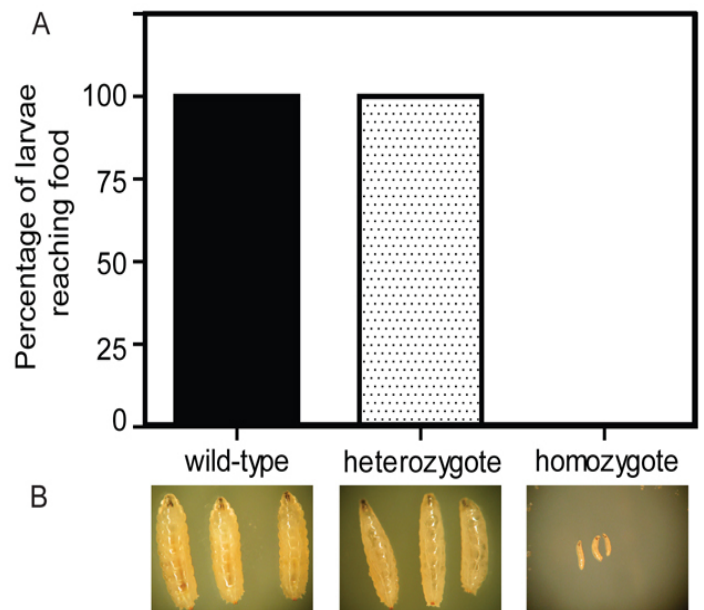 A
Percentage of larvae
reaching food
100
75
50
25
0
wild-type
heterozygote
homozygote
B